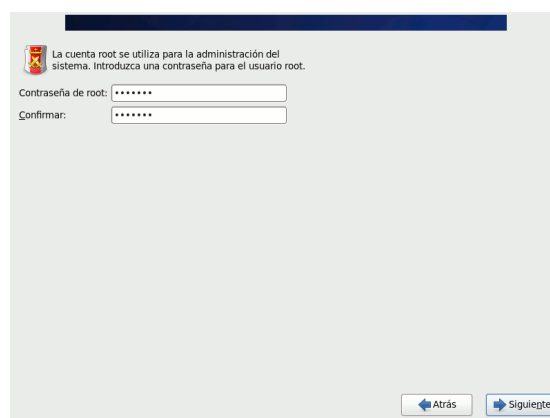 La cuenta root se utiliza para la administración del
sistema. Introduzca una contraseña para el usuario root.
Contraseña de root: •••••••
Confirmar: •••••••
Atrás
Siguiente